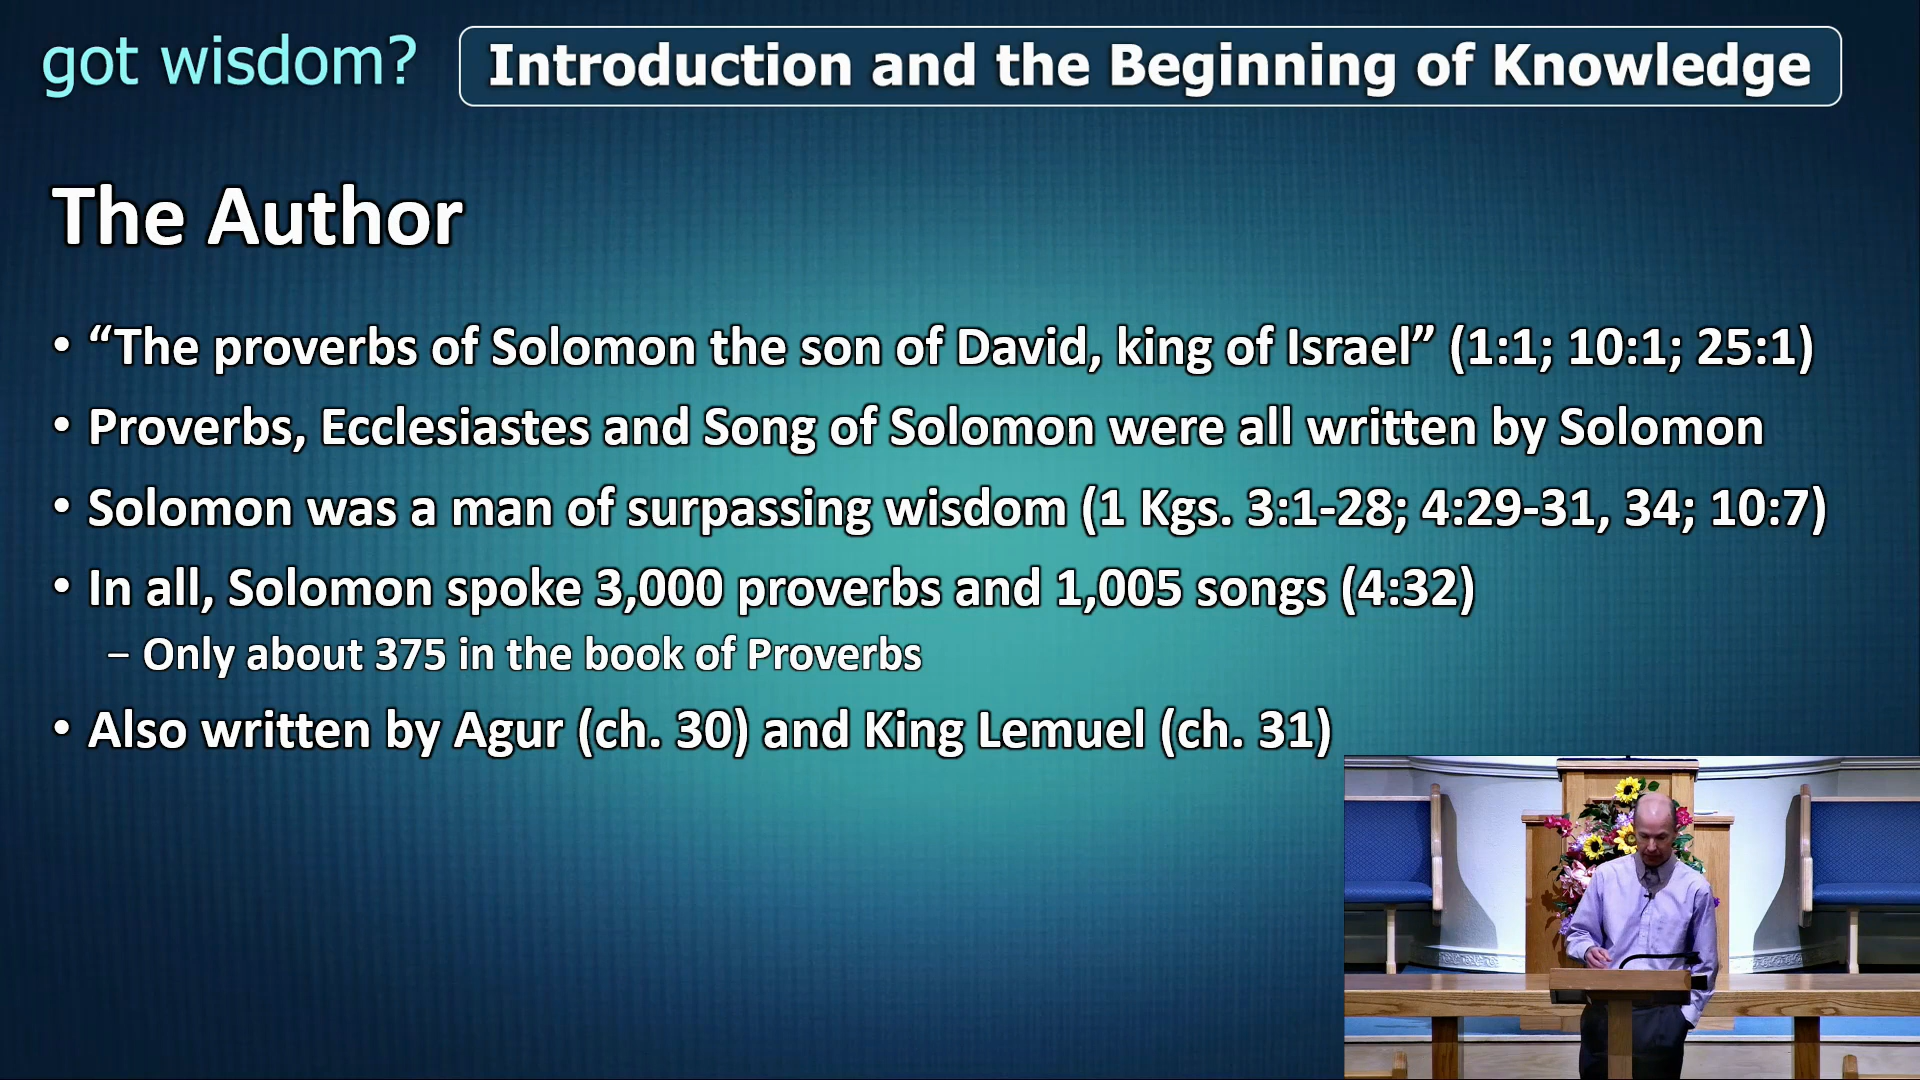 got wisdom?
Introduction and the Beginning of Knowledge
The Author
• “The proverbs of Solomon the son of David, king of Israel” (1:1; 10:1; 25:1)
• Proverbs, Ecclesiastes and Song of Solomon were all written by Solomon
• Solomon was a man of surpassing wisdom (1 Kgs. 3:1-28; 4:29-31, 34; 10:7)
• In all, Solomon spoke 3,000 proverbs and 1,005 songs (4:32)
– Only about 375 in the book of Proverbs
• Also written by Agur (ch. 30) and King Lemuel (ch. 31)